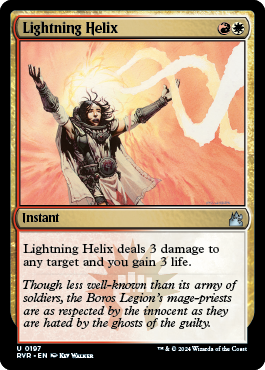 Lightning Helix
Instant
Lightning Helix deals 3 damage to
any target and you gain 3 life.
Though less well-known than its army of
soldiers, the Boros Legion's mage-priests
are as respected by the innocent as they
are hated by the ghosts of the guilty.
U 0197
RVR • EN Kev Walker
™ & © 2024 Wizards of the Coast